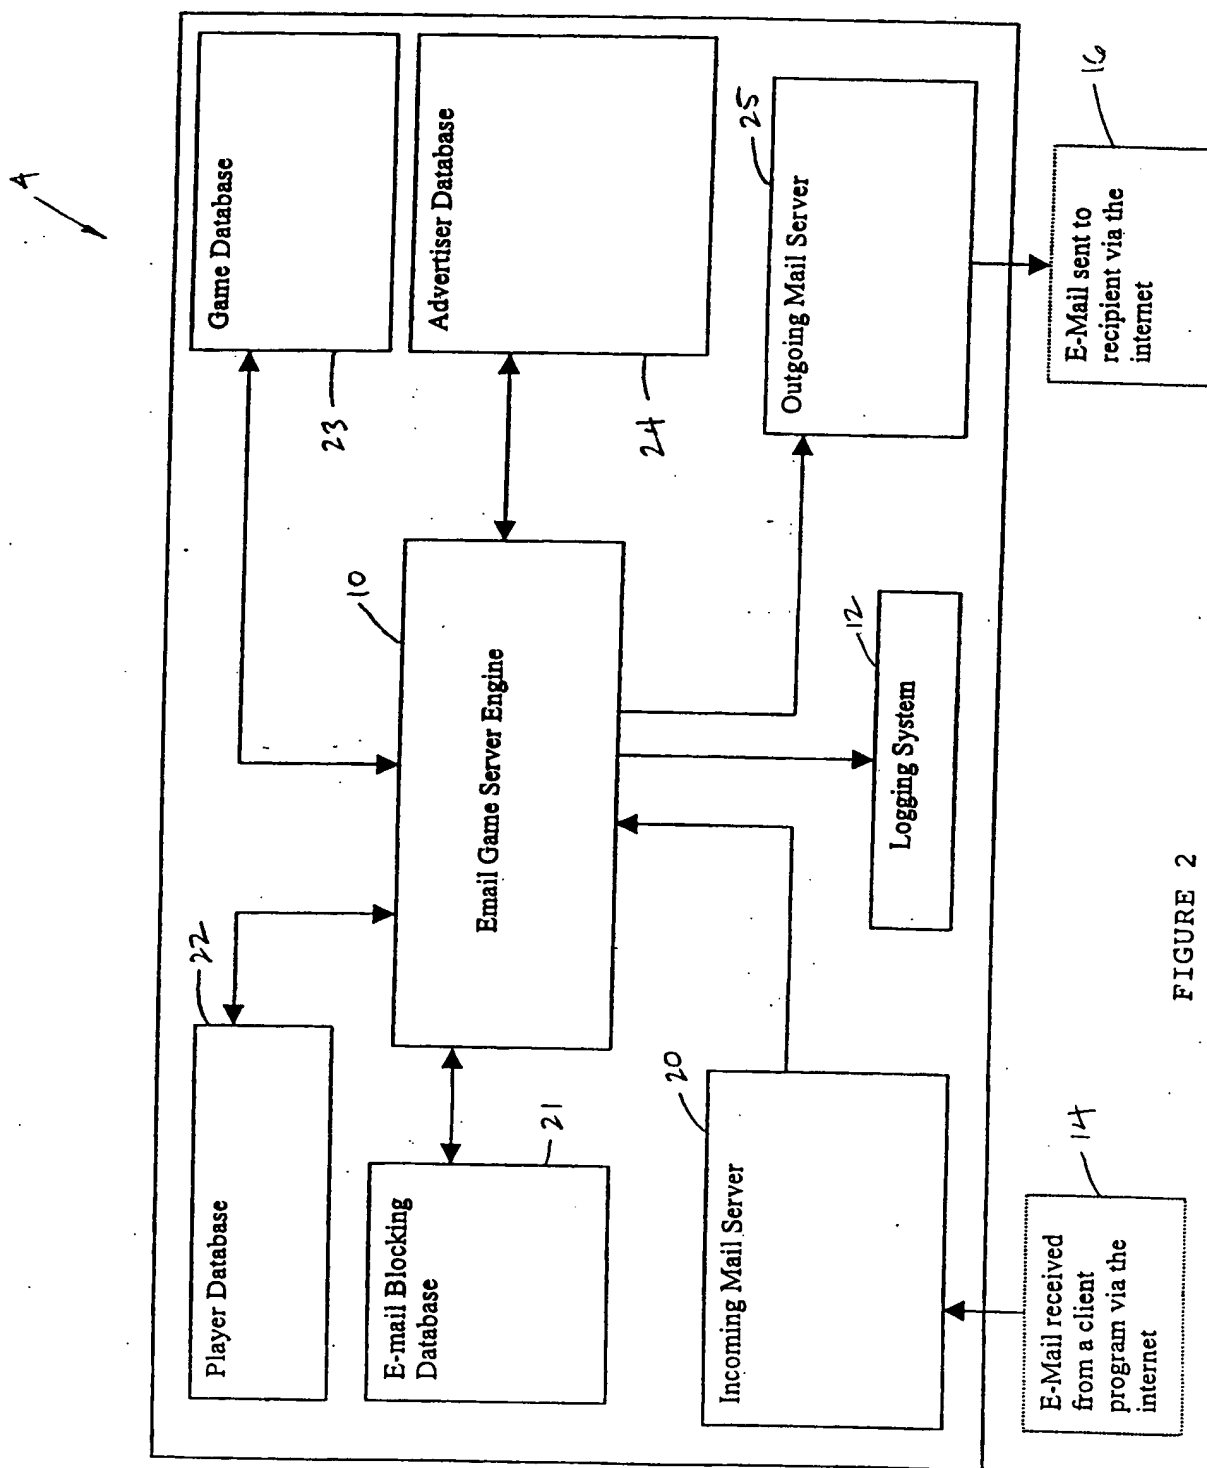 4
Player Database
22
Game Database
23
E-mail Blocking
Database
21
Email Game Server Engine
10
Advertiser Database
24
Incoming Mail Server
20
Logging System
12
Outgoing Mail Server
25
E-Mail received
from a client
program via the
internet
14
E-Mail sent to
recipient via the
internet
16
FIGURE 2